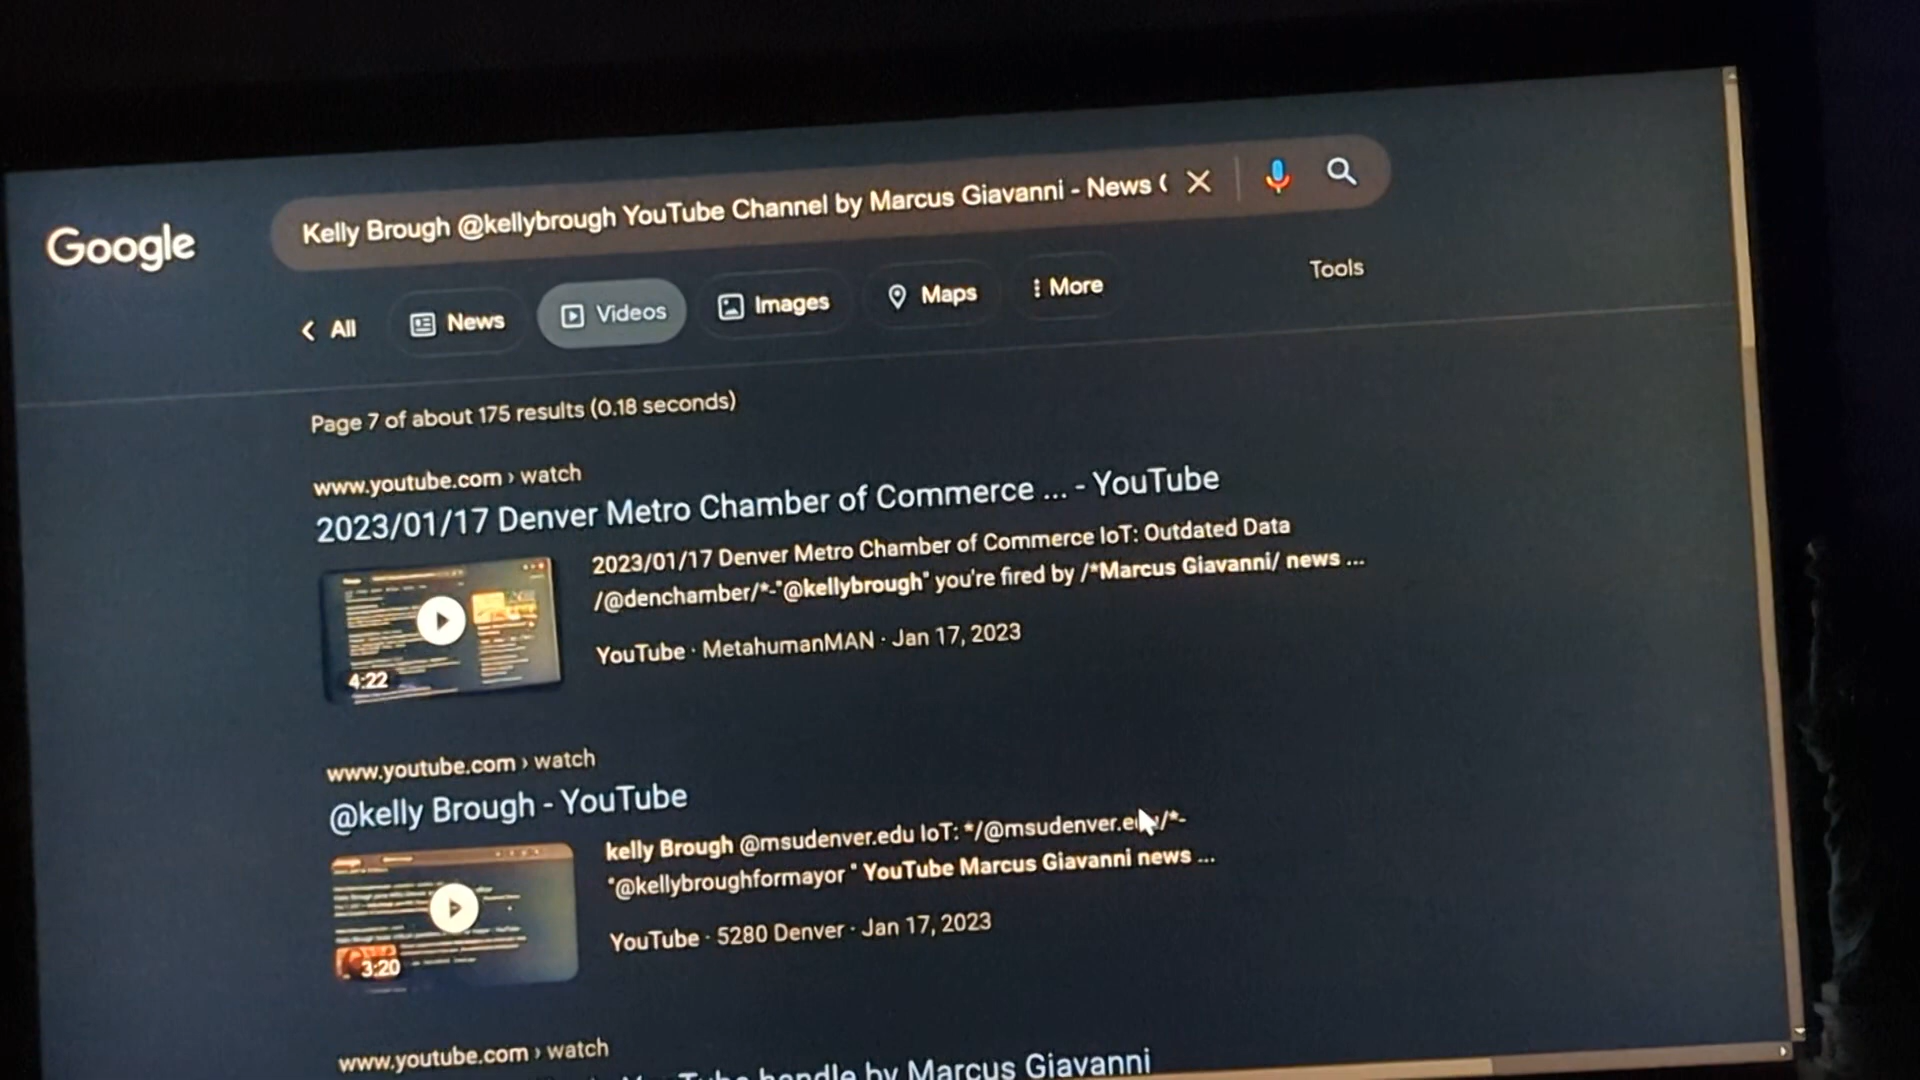 Google
Kelly Brough @kellybrough YouTube Channel by Marcus Giavanni - News
All
News
Videos
Images
Maps
More
Tools
Page 7 of about 175 results (0.18 seconds)
www.youtube.com › watch
2023/01/17 Denver Metro Chamber of Commerce ... - YouTube
2023/01/17 Denver Metro Chamber of Commerce IoT: Outdated Data
/@denchamber/*-"@kellybrough" you're fired by /*Marcus Giavanni/ news ...
4:22
YouTube · MetahumanMAN · Jan 17, 2023
www.youtube.com › watch
@kelly Brough - YouTube
kelly Brough @msudenver.edu IoT: */@msudenver.edu/*-
"@kellybroughformayor " YouTube Marcus Giavanni news ...
3:20
YouTube · 5280 Denver · Jan 17, 2023
www.youtube.com › watch
YouTube handle by Marcus Giavanni